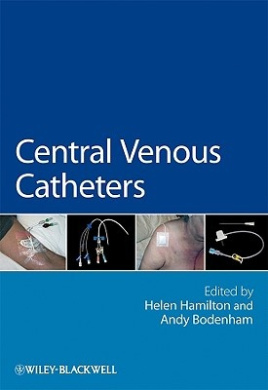 Central Venous
Catheters
Edited by
Helen Hamilton and
Andy Bodenham
WILEY-BLACKWELL